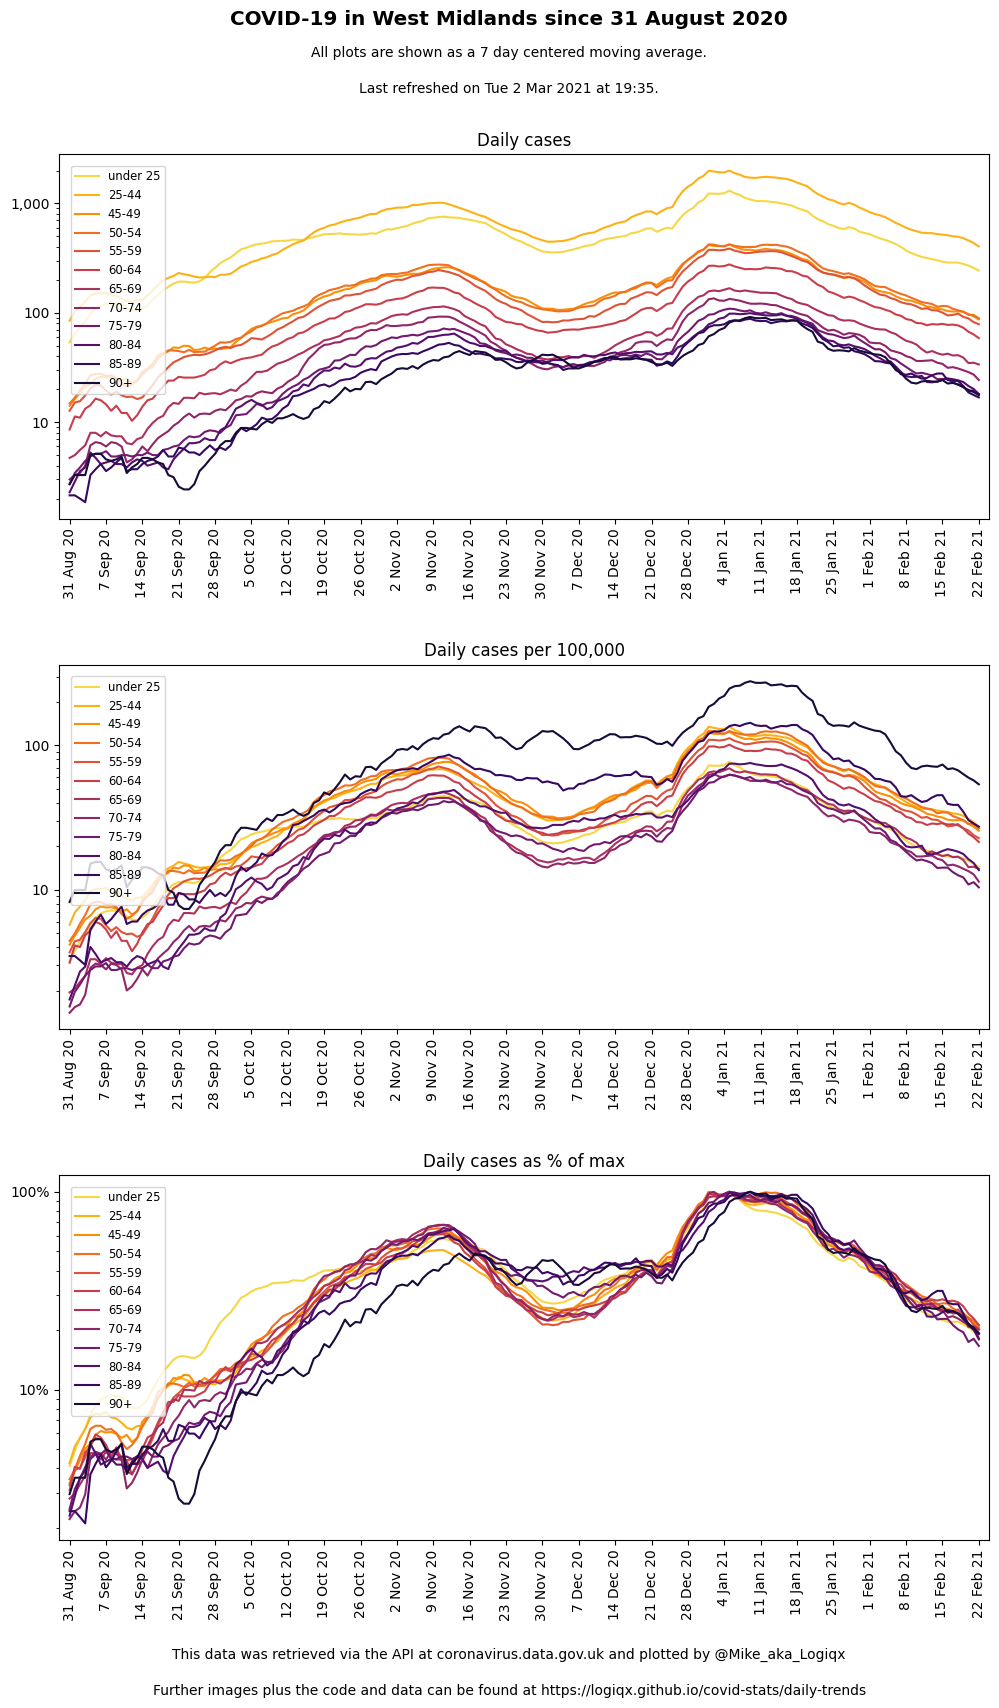 COVID-19 in West Midlands since 31 August 2020
All plots are shown as a 7 day centered moving average.
Last refreshed on Tue 2 Mar 2021 at 19:35.
Daily cases
1,000
100
10
under 25
25-44
45-49
50-54
55-59
60-64
65-69
70-74
75-79
80-84
85-89
90+
31 Aug 20
7 Sep 20
14 Sep 20
21 Sep 20
28 Sep 20
5 Oct 20
12 Oct 20
19 Oct 20
26 Oct 20
2 Nov 20
9 Nov 20
16 Nov 20
23 Nov 20
30 Nov 20
7 Dec 20
14 Dec 20
21 Dec 20
28 Dec 20
4 Jan 21
11 Jan 21
18 Jan 21
25 Jan 21
1 Feb 21
8 Feb 21
15 Feb 21
22 Feb 21
Daily cases per 100,000
100
10
under 25
25-44
45-49
50-54
55-59
60-64
65-69
70-74
75-79
80-84
85-89
90+
31 Aug 20
7 Sep 20
14 Sep 20
21 Sep 20
28 Sep 20
5 Oct 20
12 Oct 20
19 Oct 20
26 Oct 20
2 Nov 20
9 Nov 20
16 Nov 20
23 Nov 20
30 Nov 20
7 Dec 20
14 Dec 20
21 Dec 20
28 Dec 20
4 Jan 21
11 Jan 21
18 Jan 21
25 Jan 21
1 Feb 21
8 Feb 21
15 Feb 21
22 Feb 21
Daily cases as % of max
100%
10%
under 25
25-44
45-49
50-54
55-59
60-64
65-69
70-74
75-79
80-84
85-89
90+
31 Aug 20
7 Sep 20
14 Sep 20
21 Sep 20
28 Sep 20
5 Oct 20
12 Oct 20
19 Oct 20
26 Oct 20
2 Nov 20
9 Nov 20
16 Nov 20
23 Nov 20
30 Nov 20
7 Dec 20
14 Dec 20
21 Dec 20
28 Dec 20
4 Jan 21
11 Jan 21
18 Jan 21
25 Jan 21
1 Feb 21
8 Feb 21
15 Feb 21
22 Feb 21
This data was retrieved via the API at coronavirus.data.gov.uk and plotted by @Mike_aka_Logiqx
Further images plus the code and data can be found at https://logiqx.github.io/covid-stats/daily-trends